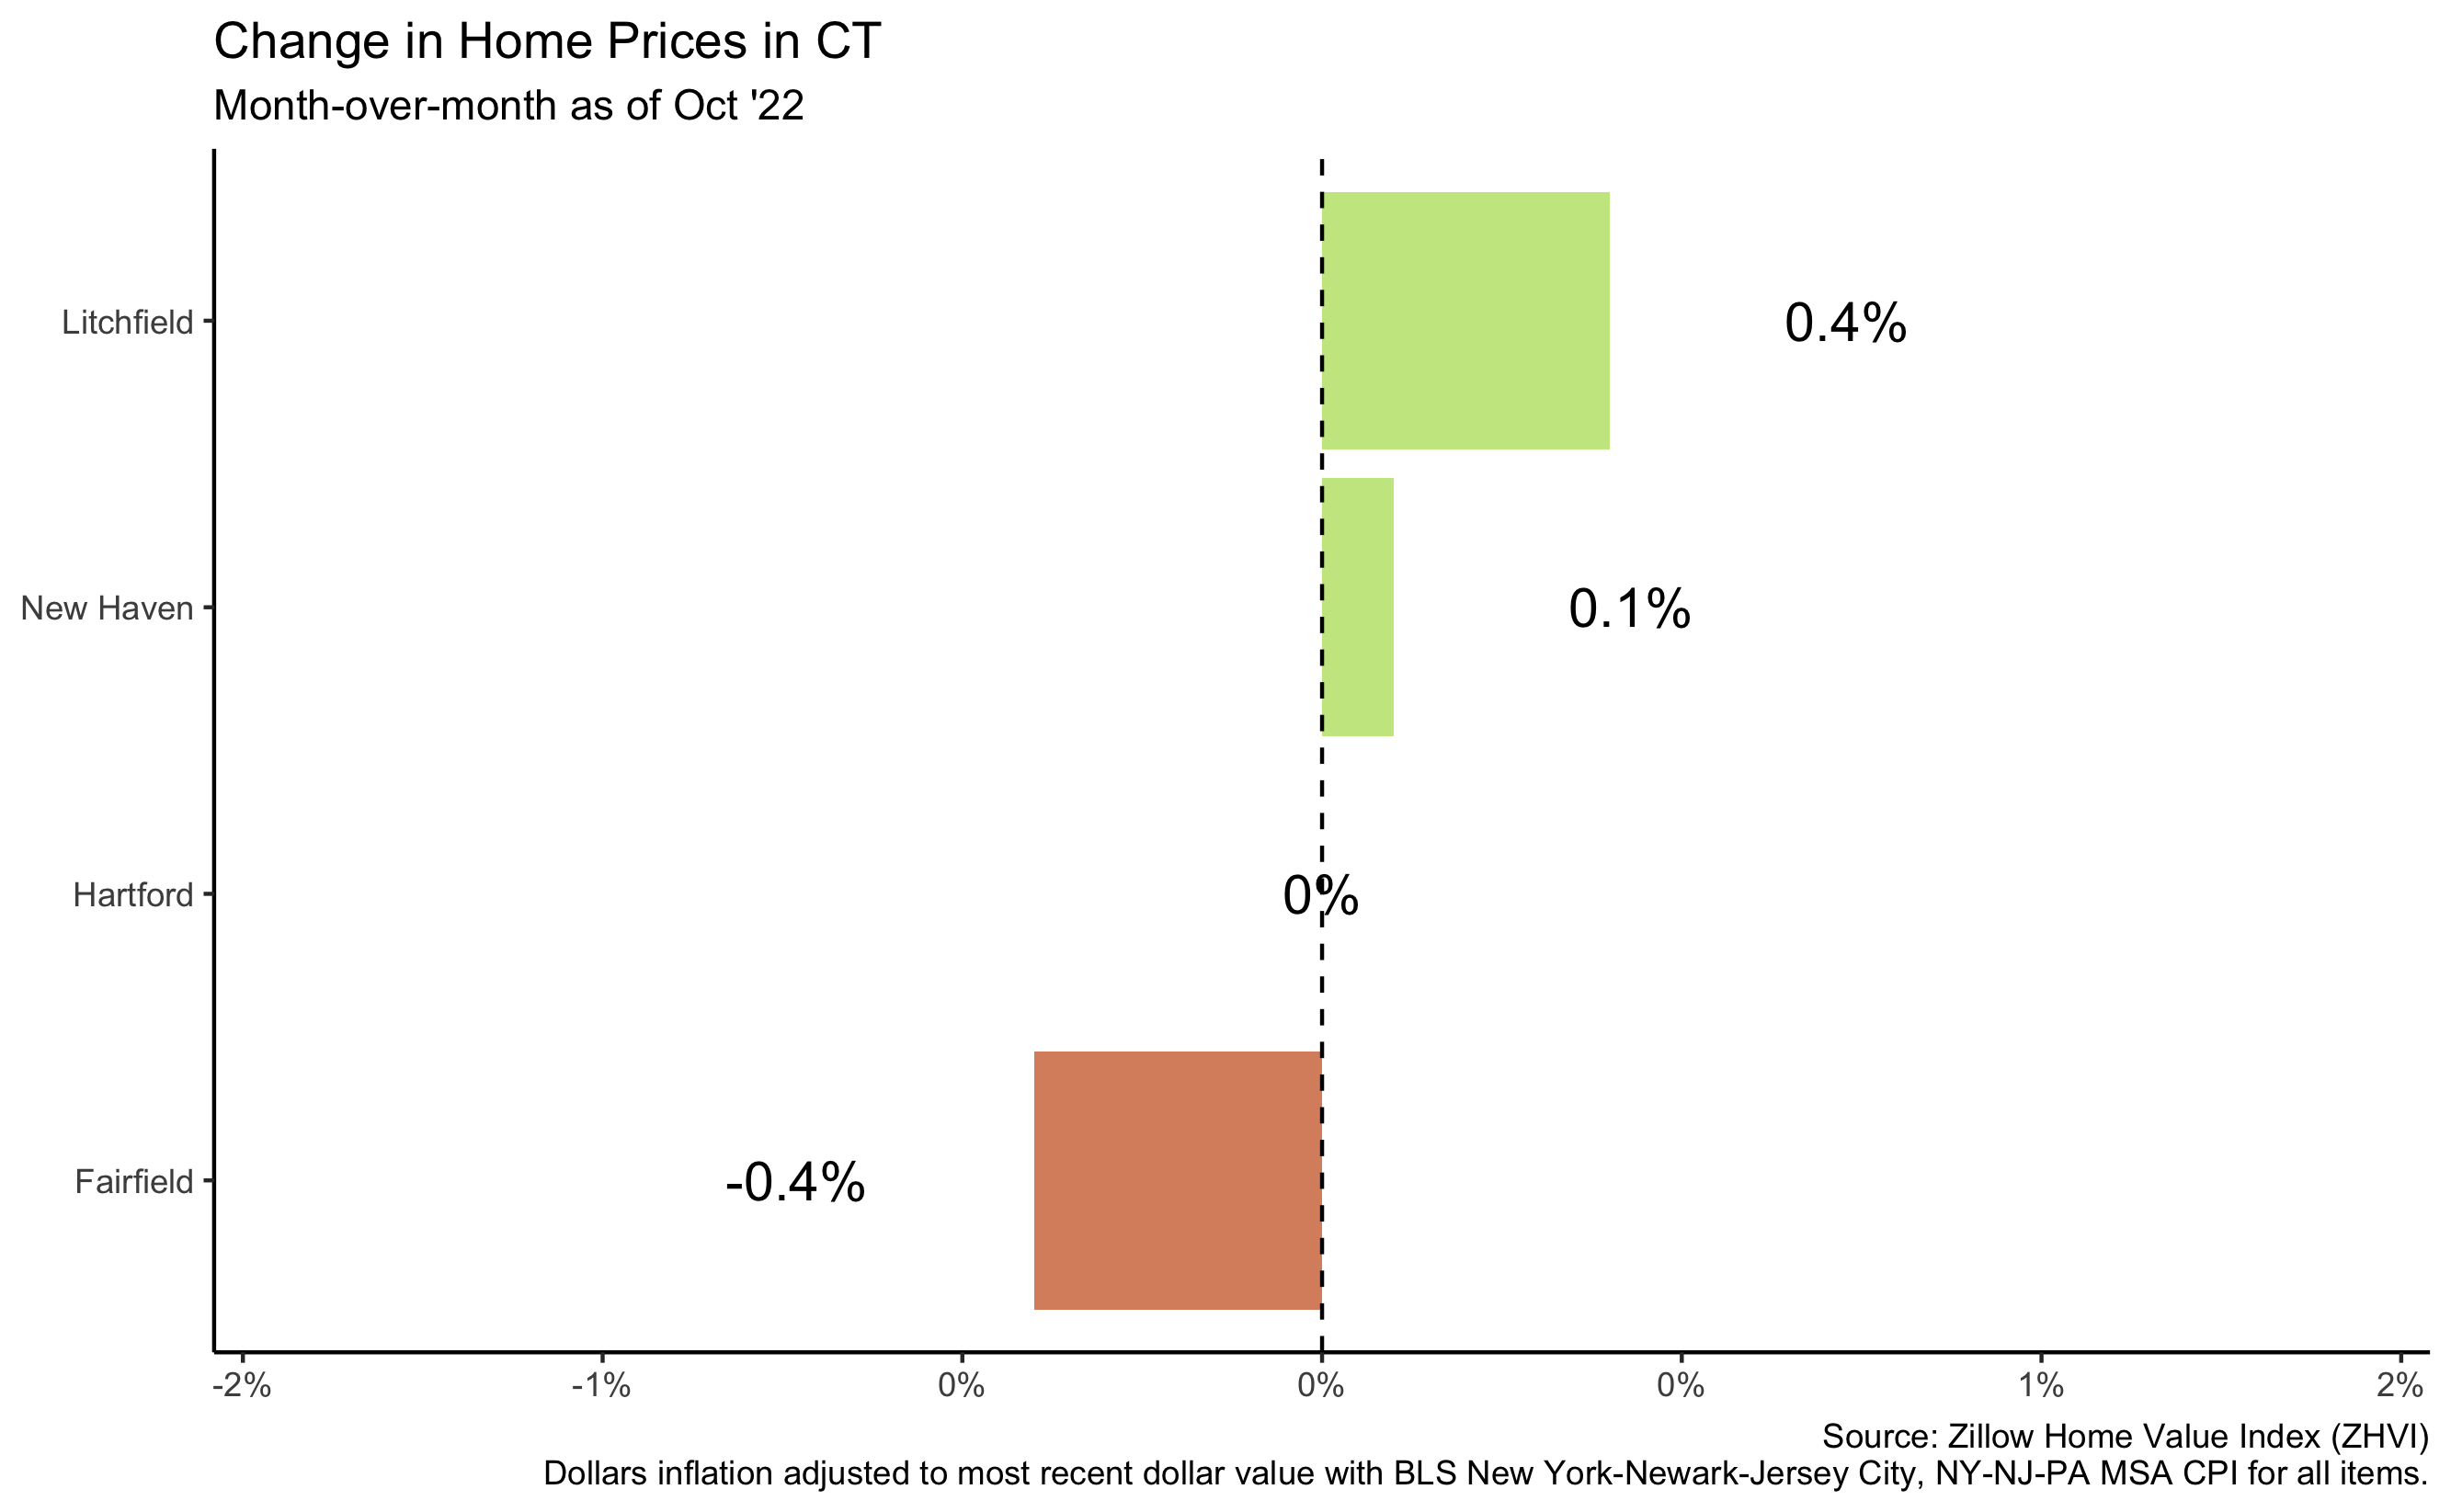 Change in Home Prices in CT
Month-over-month as of Oct '22
Litchfield
0.4%
New Haven
0.1%
Hartford
0%
Fairfield
-0.4%
-2%
-1%
0%
0%
0%
1%
2%
Source: Zillow Home Value Index (ZHVI)
Dollars inflation adjusted to most recent dollar value with BLS New York-Newark-Jersey City, NY-NJ-PA MSA CPI for all items.